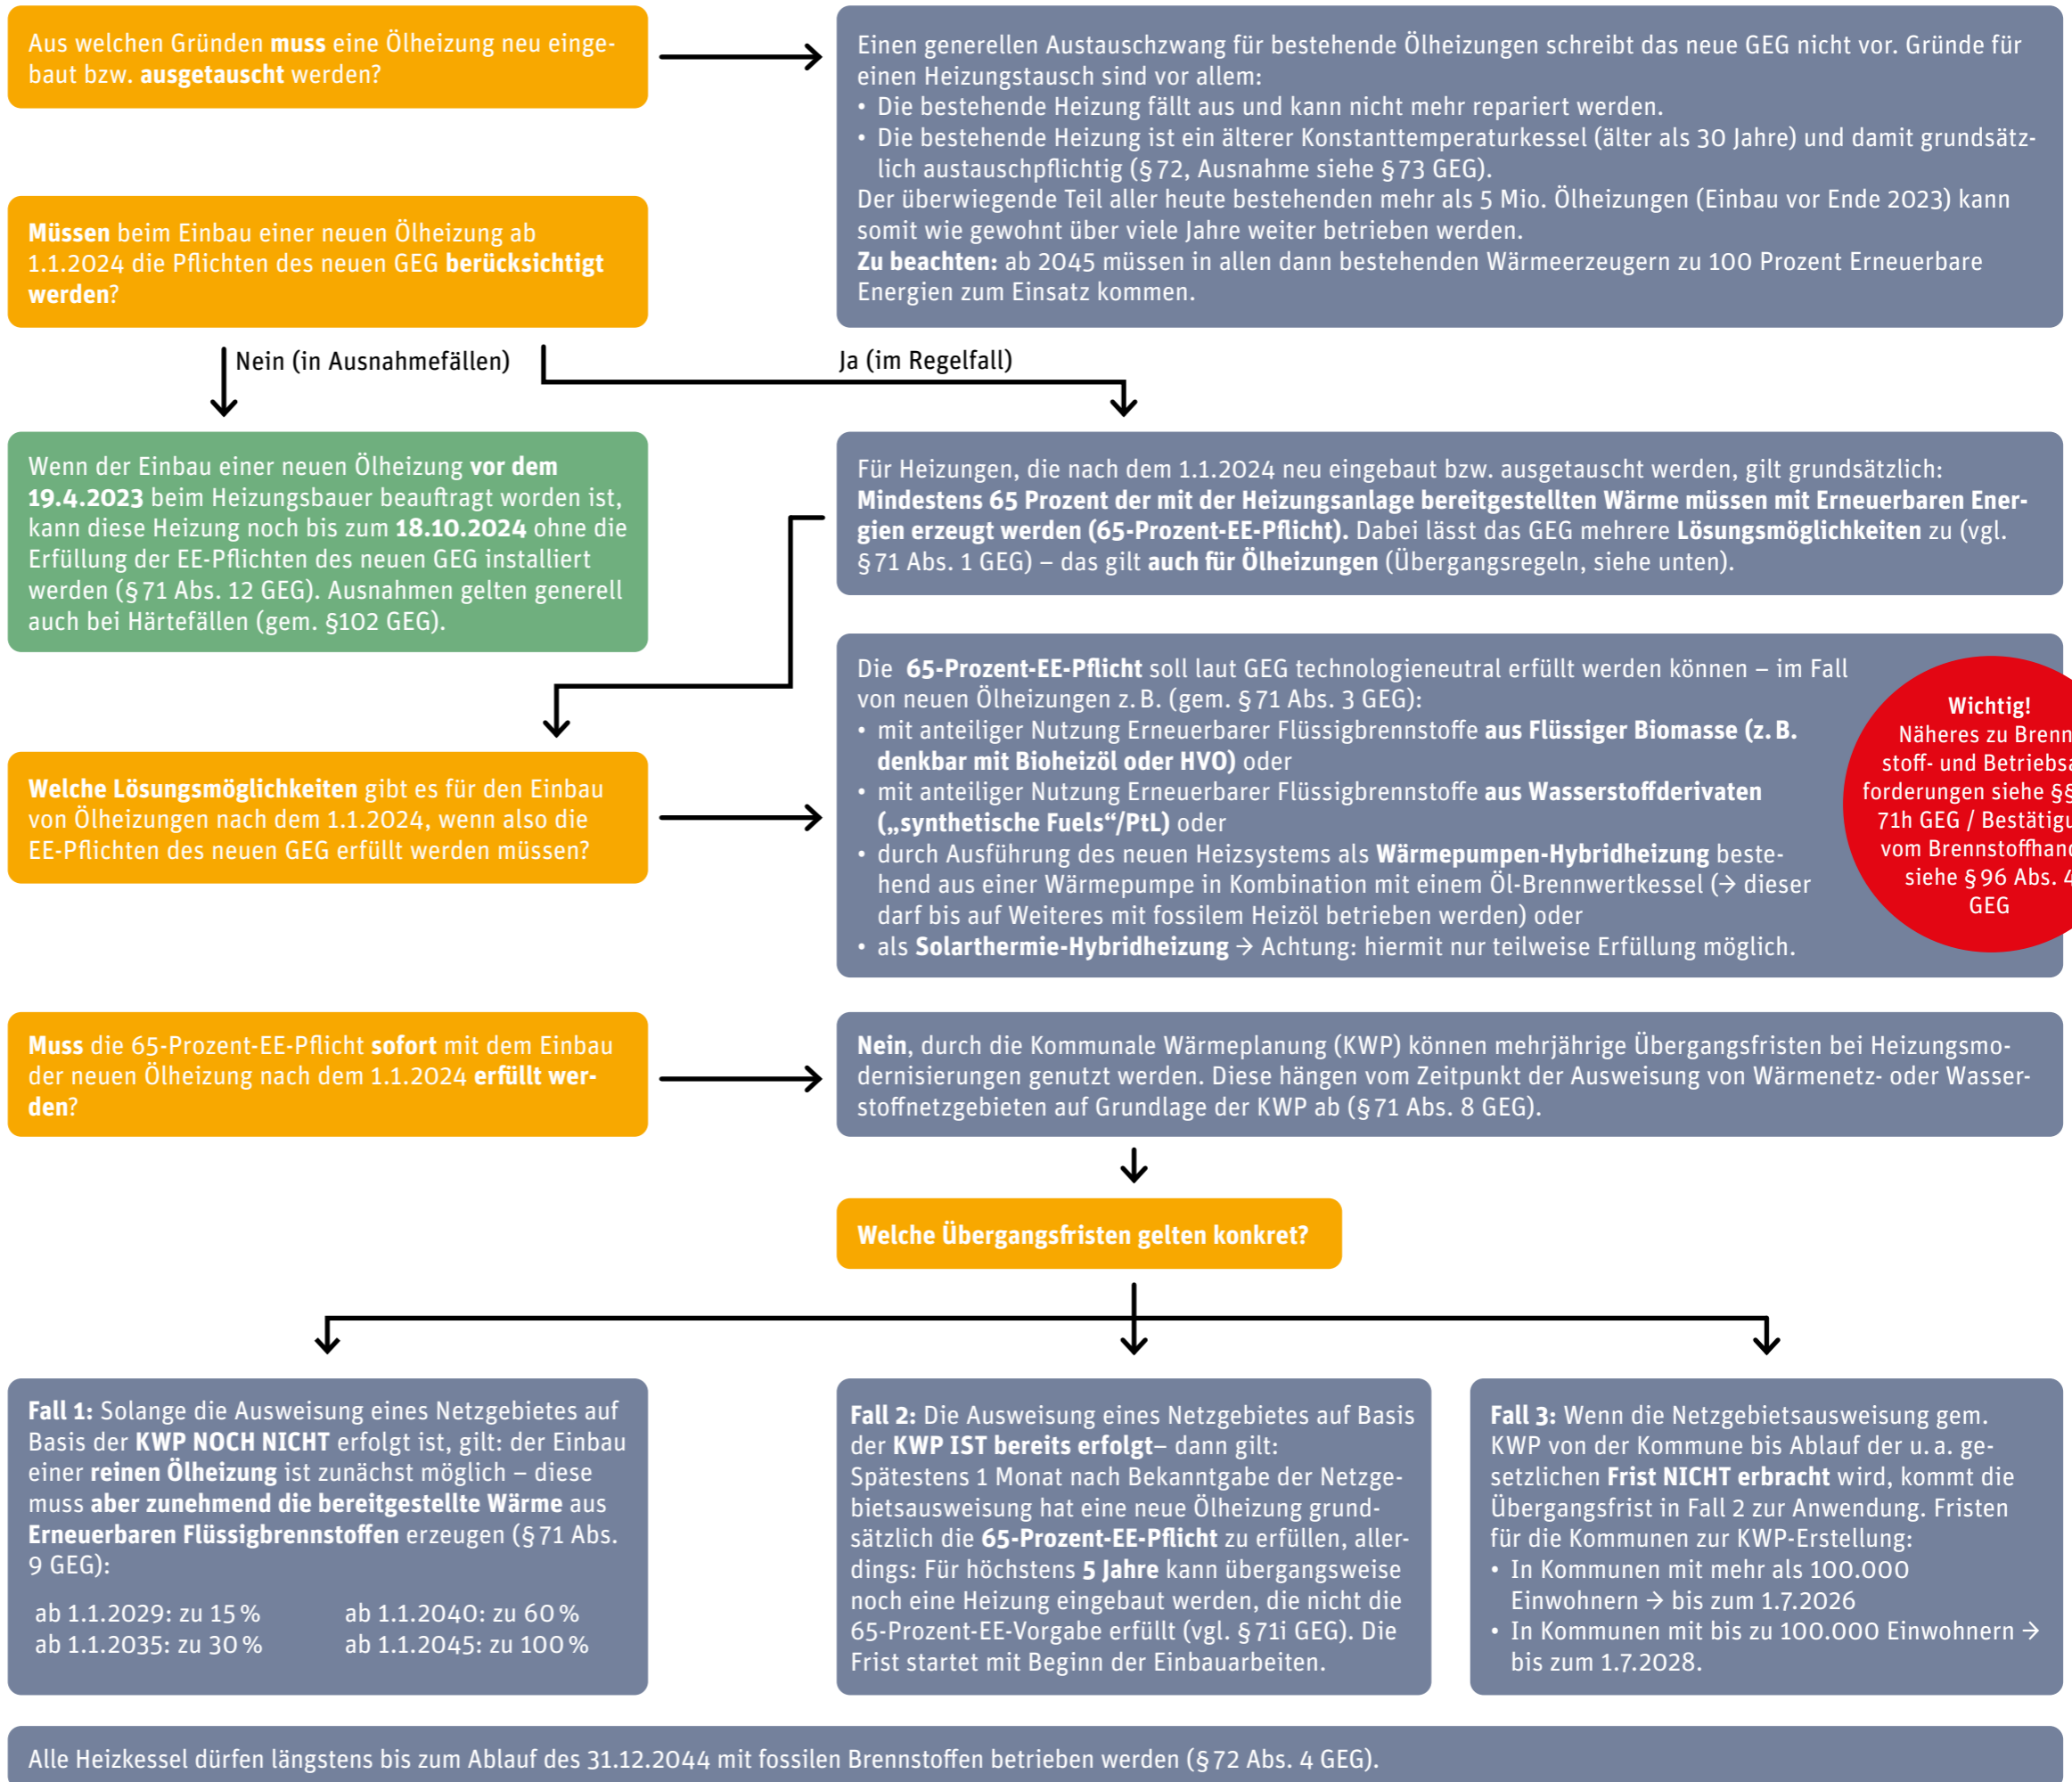 Aus welchen Gründen muss eine Ölheizung neu einge-
baut bzw. ausgetauscht werden?
Einen generellen Austauschzwang für bestehende Ölheizungen schreibt das neue GEG nicht vor. Gründe für
einen Heizungstausch sind vor allem:
• Die bestehende Heizung fällt aus und kann nicht mehr repariert werden.
• Die bestehende Heizung ist ein älterer Konstanttemperaturkessel (älter als 30 Jahre) und damit grundsätz-
lich austauschpflichtig (§ 72, Ausnahme siehe § 73 GEG).
Der überwiegende Teil aller heute bestehenden mehr als 5 Mio. Ölheizungen (Einbau vor Ende 2023) kann
somit wie gewohnt über viele Jahre weiter betrieben werden.
Zu beachten: ab 2045 müssen in allen dann bestehenden Wärmeerzeugern zu 100 Prozent Erneuerbare
Energien zum Einsatz kommen.
Müssen beim Einbau einer neuen Ölheizung ab
1.1.2024 die Pflichten des neuen GEG berücksichtigt
werden?
Nein (in Ausnahmefällen)
Ja (im Regelfall)
Wenn der Einbau einer neuen Ölheizung vor dem
19.4.2023 beim Heizungsbauer beauftragt worden ist,
kann diese Heizung noch bis zum 18.10.2024 ohne die
Erfüllung der EE-Pflichten des neuen GEG installiert
werden (§ 71 Abs. 12 GEG). Ausnahmen gelten generell
auch bei Härtefällen (gem. §102 GEG).
Für Heizungen, die nach dem 1.1.2024 neu eingebaut bzw. ausgetauscht werden, gilt grundsätzlich:
Mindestens 65 Prozent der mit der Heizungsanlage bereitgestellten Wärme müssen mit Erneuerbaren Ener-
gien erzeugt werden (65-Prozent-EE-Pflicht). Dabei lässt das GEG mehrere Lösungsmöglichkeiten zu (vgl.
§ 71 Abs. 1 GEG) – das gilt auch für Ölheizungen (Übergangsregeln, siehe unten).
Welche Lösungsmöglichkeiten gibt es für den Einbau
von Ölheizungen nach dem 1.1.2024, wenn also die
EE-Pflichten des neuen GEG erfüllt werden müssen?
Die 65-Prozent-EE-Pflicht soll laut GEG technologieneutral erfüllt werden können – im Fall
von neuen Ölheizungen z. B. (gem. § 71 Abs. 3 GEG):
• mit anteiliger Nutzung Erneuerbarer Flüssigbrennstoffe aus Flüssiger Biomasse (z. B.
denkbar mit Bioheizöl oder HVO) oder
• mit anteiliger Nutzung Erneuerbarer Flüssigbrennstoffe aus Wasserstoffderivaten
(„synthetische Fuels“/PtL) oder
• durch Ausführung des neuen Heizsystems als Wärmepumpen-Hybridheizung beste-
hend aus einer Wärmepumpe in Kombination mit einem Öl-Brennwertkessel (→ dieser
darf bis auf Weiteres mit fossilem Heizöl betrieben werden) oder
• als Solarthermie-Hybridheizung → Achtung: hiermit nur teilweise Erfüllung möglich.
Wichtig!
Näheres zu Brenn
stoff- und Betriebsa
forderungen siehe §§
71h GEG / Bestätigu
vom Brennstoffhand
siehe § 96 Abs. 4
GEG
Muss die 65-Prozent-EE-Pflicht sofort mit dem Einbau
der neuen Ölheizung nach dem 1.1.2024 erfüllt wer-
den?
Nein, durch die Kommunale Wärmeplanung (KWP) können mehrjährige Übergangsfristen bei Heizungsmo-
dernisierungen genutzt werden. Diese hängen vom Zeitpunkt der Ausweisung von Wärmenetz- oder Wasser-
stoffnetzgebieten auf Grundlage der KWP ab (§ 71 Abs. 8 GEG).
Welche Übergangsfristen gelten konkret?
Fall 1: Solange die Ausweisung eines Netzgebietes auf
Basis der KWP NOCH NICHT erfolgt ist, gilt: der Einbau
einer reinen Ölheizung ist zunächst möglich – diese
muss aber zunehmend die bereitgestellte Wärme aus
Erneuerbaren Flüssigbrennstoffen erzeugen (§ 71 Abs.
9 GEG):
ab 1.1.2029: zu 15 % ab 1.1.2040: zu 60 %
ab 1.1.2035: zu 30 % ab 1.1.2045: zu 100 %
Fall 2: Die Ausweisung eines Netzgebietes auf Basis
der KWP IST bereits erfolgt– dann gilt:
Spätestens 1 Monat nach Bekanntgabe der Netzge-
bietsausweisung hat eine neue Ölheizung grund-
sätzlich die 65-Prozent-EE-Pflicht zu erfüllen, aller-
dings: Für höchstens 5 Jahre kann übergangsweise
noch eine Heizung eingebaut werden, die nicht die
65-Prozent-EE-Vorgabe erfüllt (vgl. § 71i GEG). Die
Frist startet mit Beginn der Einbauarbeiten.
Fall 3: Wenn die Netzgebietsausweisung gem.
KWP von der Kommune bis Ablauf der u. a. ge-
setzlichen Frist NICHT erbracht wird, kommt die
Übergangsfrist in Fall 2 zur Anwendung. Fristen
für die Kommunen zur KWP-Erstellung:
• In Kommunen mit mehr als 100.000
Einwohnern → bis zum 1.7.2026
• In Kommunen mit bis zu 100.000 Einwohnern →
bis zum 1.7.2028.
Alle Heizkessel dürfen längstens bis zum Ablauf des 31.12.2044 mit fossilen Brennstoffen betrieben werden (§ 72 Abs. 4 GEG).